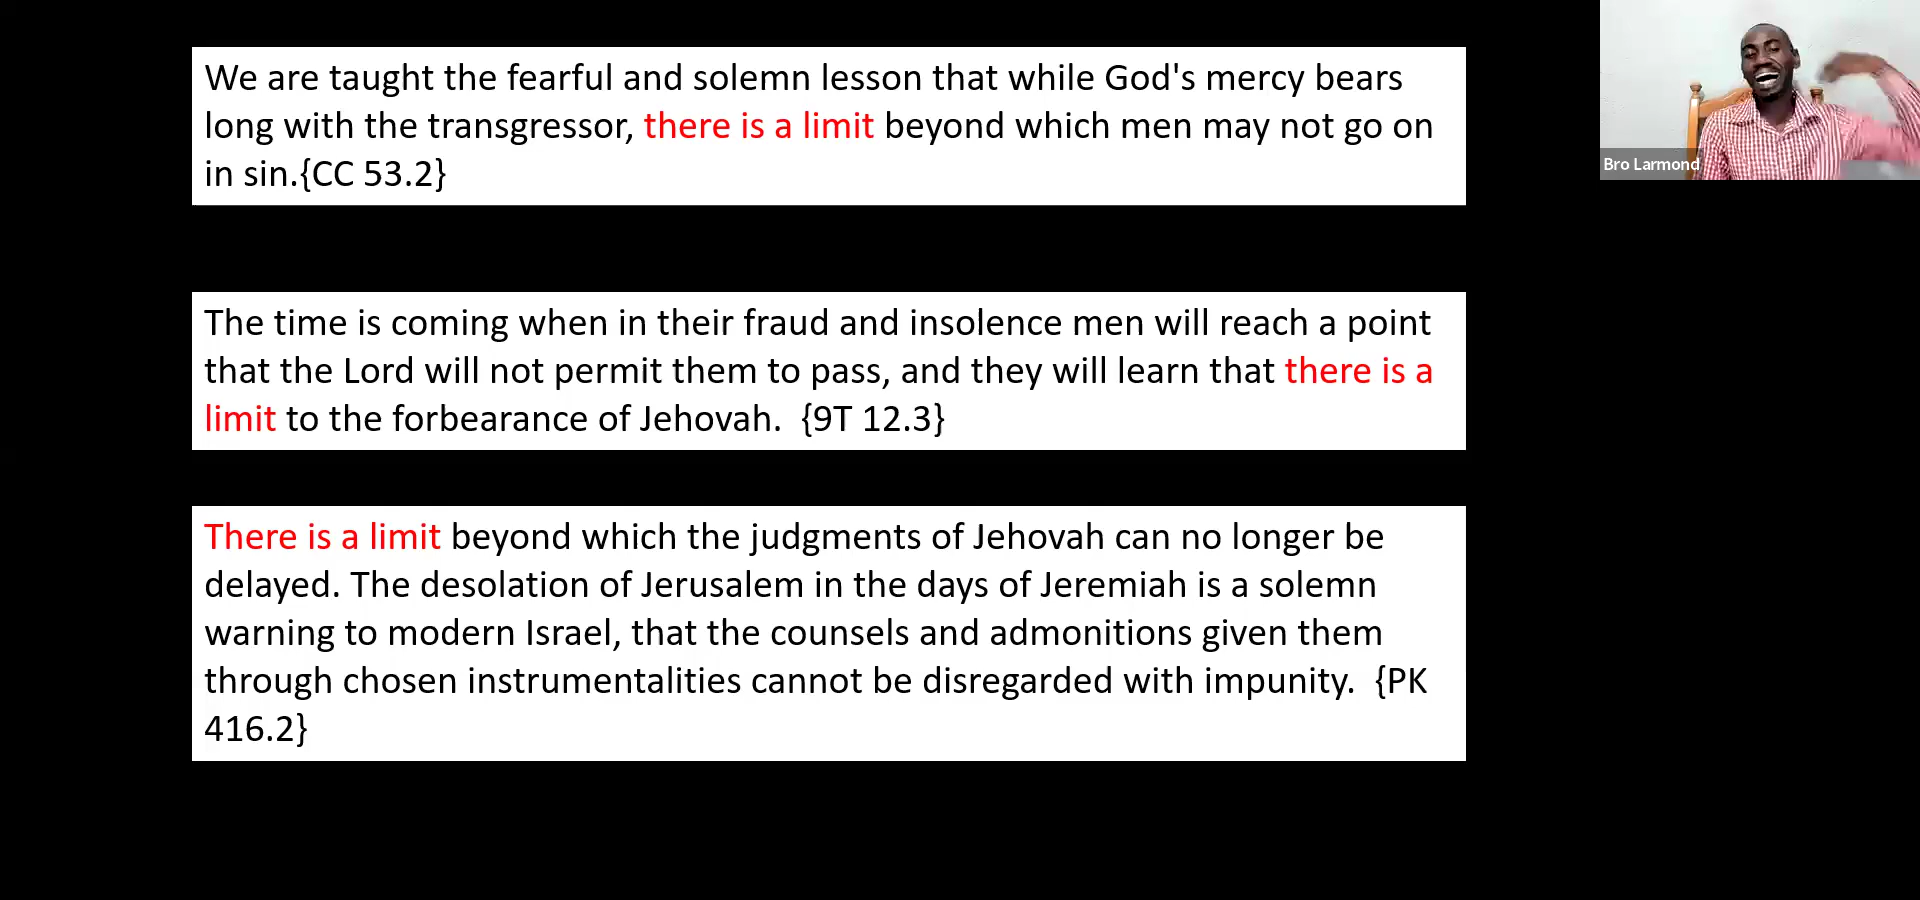 We are taught the fearful and solemn lesson that while God's mercy bears
long with the transgressor, there is a limit beyond which men may not go on
in sin.{CC 53.2}
The time is coming when in their fraud and insolence men will reach a point
that the Lord will not permit them to pass, and they will learn that there is a
limit to the forbearance of Jehovah.  {9T 12.3}
There is a limit beyond which the judgments of Jehovah can no longer be
delayed. The desolation of Jerusalem in the days of Jeremiah is a solemn
warning to modern Israel, that the counsels and admonitions given them
through chosen instrumentalities cannot be disregarded with impunity.  {PK
416.2}
Bro Larmond